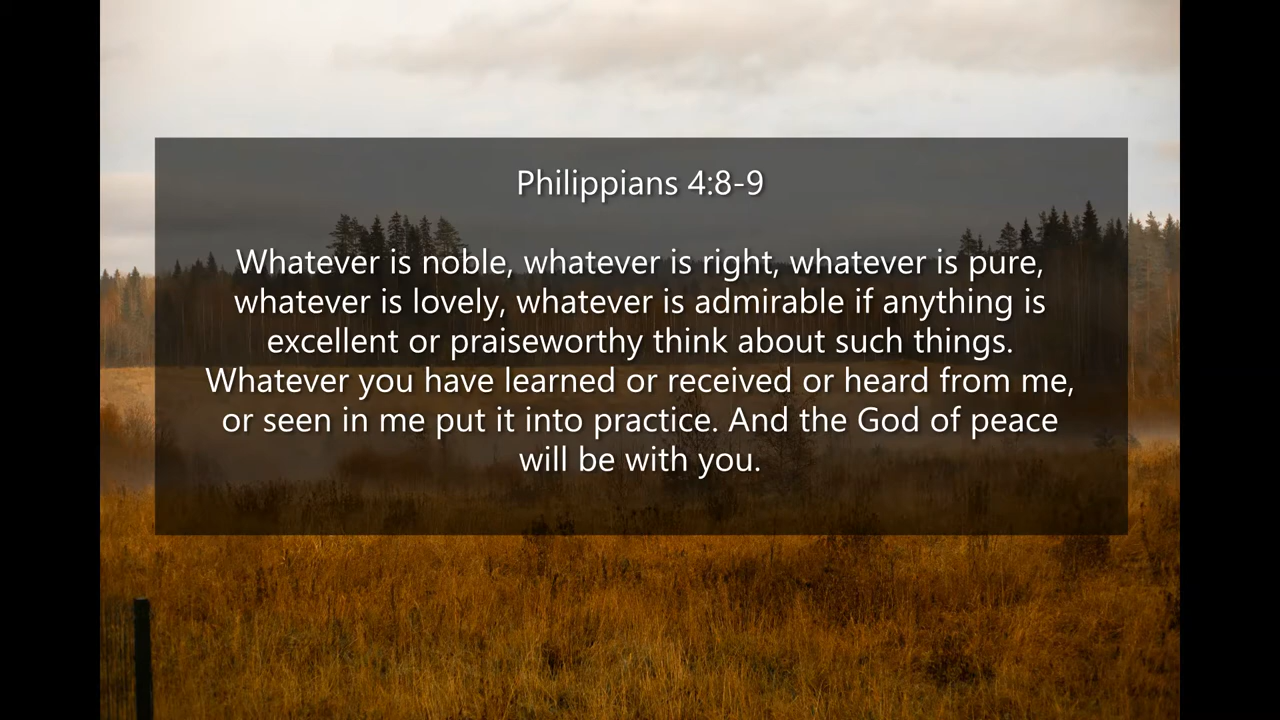 Philippians 4:8-9
Whatever is noble, whatever is right, whatever is pure,
whatever is lovely, whatever is admirable if anything is
excellent or praiseworthy think about such things.
Whatever you have learned or received or heard from me,
or seen in me put it into practice. And the God of peace
will be with you.